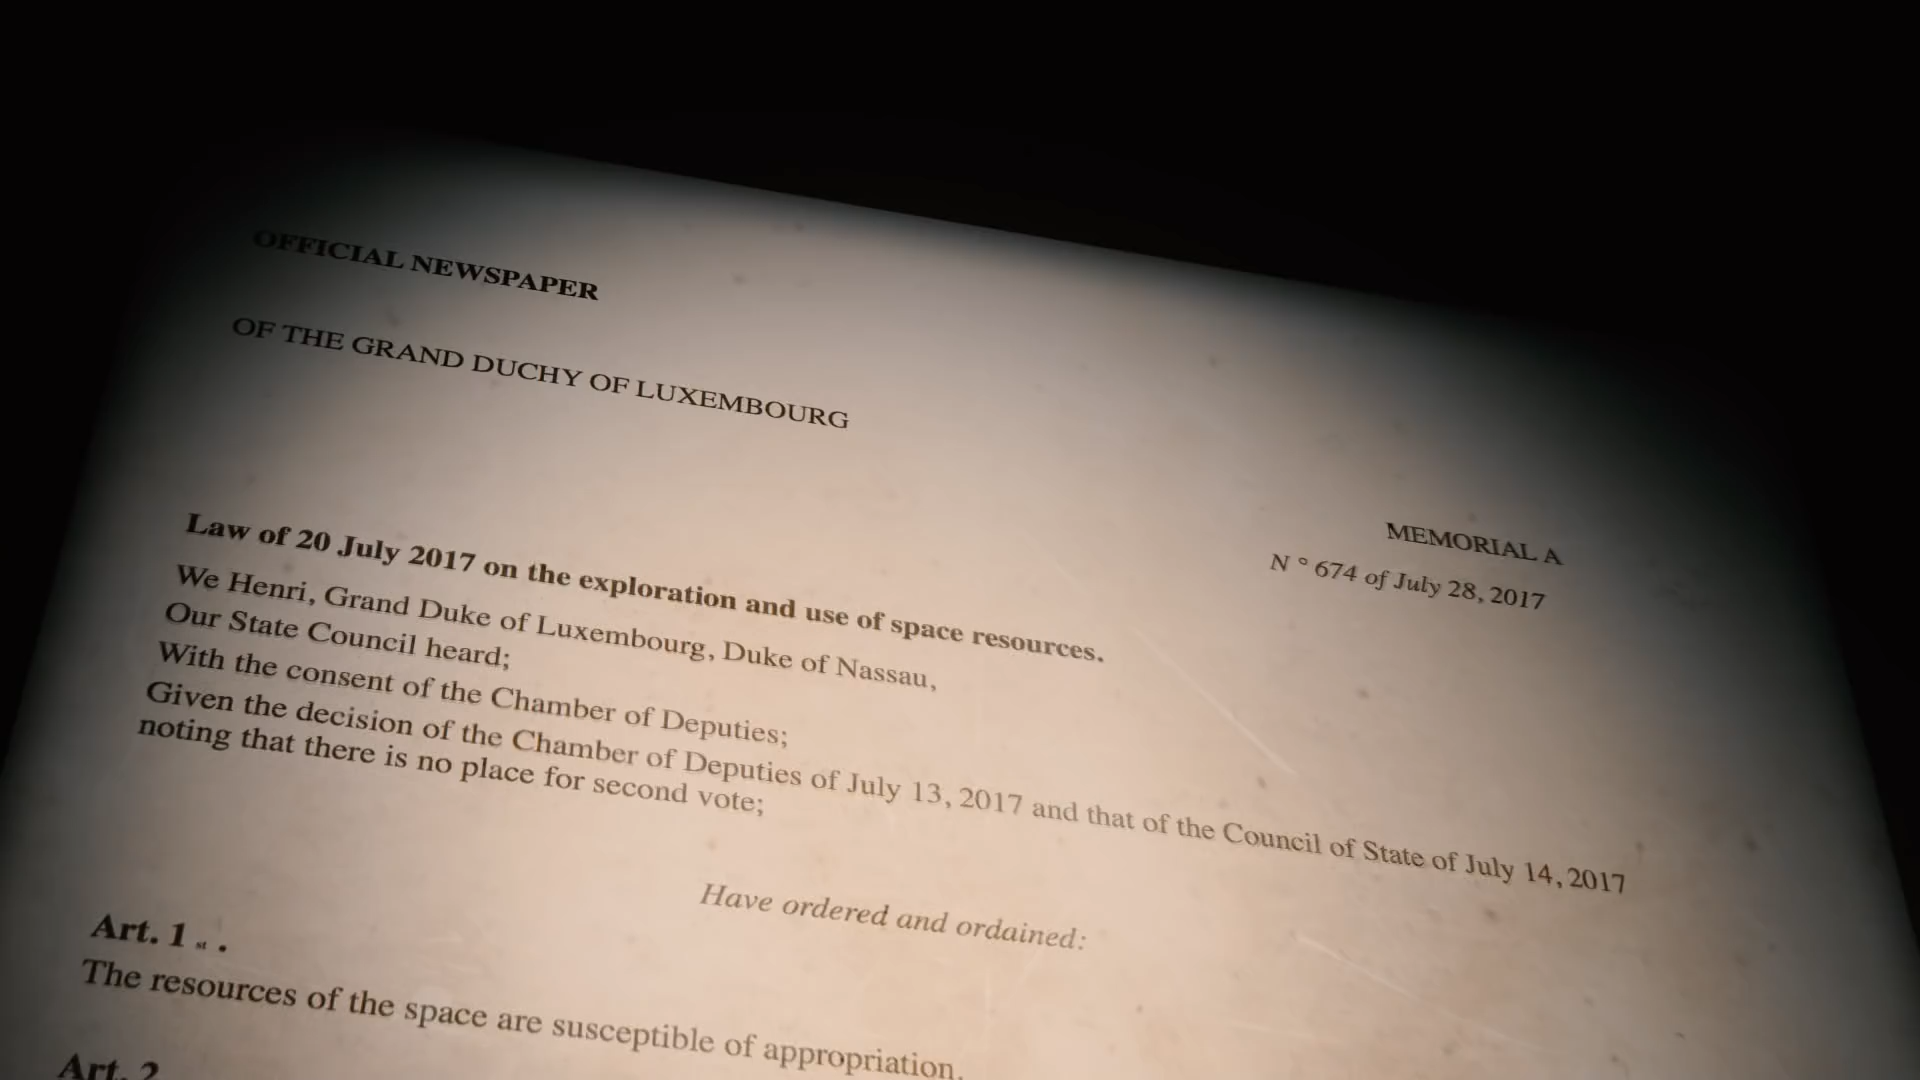 OFFICIAL NEWSPAPER
OF THE GRAND DUCHY OF LUXEMBOURG
MEMORIAL A
N ° 674 of July 28, 2017
Law of 20 July 2017 on the exploration and use of space resources.
We Henri, Grand Duke of Luxembourg, Duke of Nassau,
Our State Council heard;
With the consent of the Chamber of Deputies;
Given the decision of the Chamber of Deputies of July 13, 2017 and that of the Council of State of July 14, 2017
noting that there is no place for second vote;
Have ordered and ordained:
Art. 1 st .
The resources of the space are susceptible of appropriation.
Art. 2